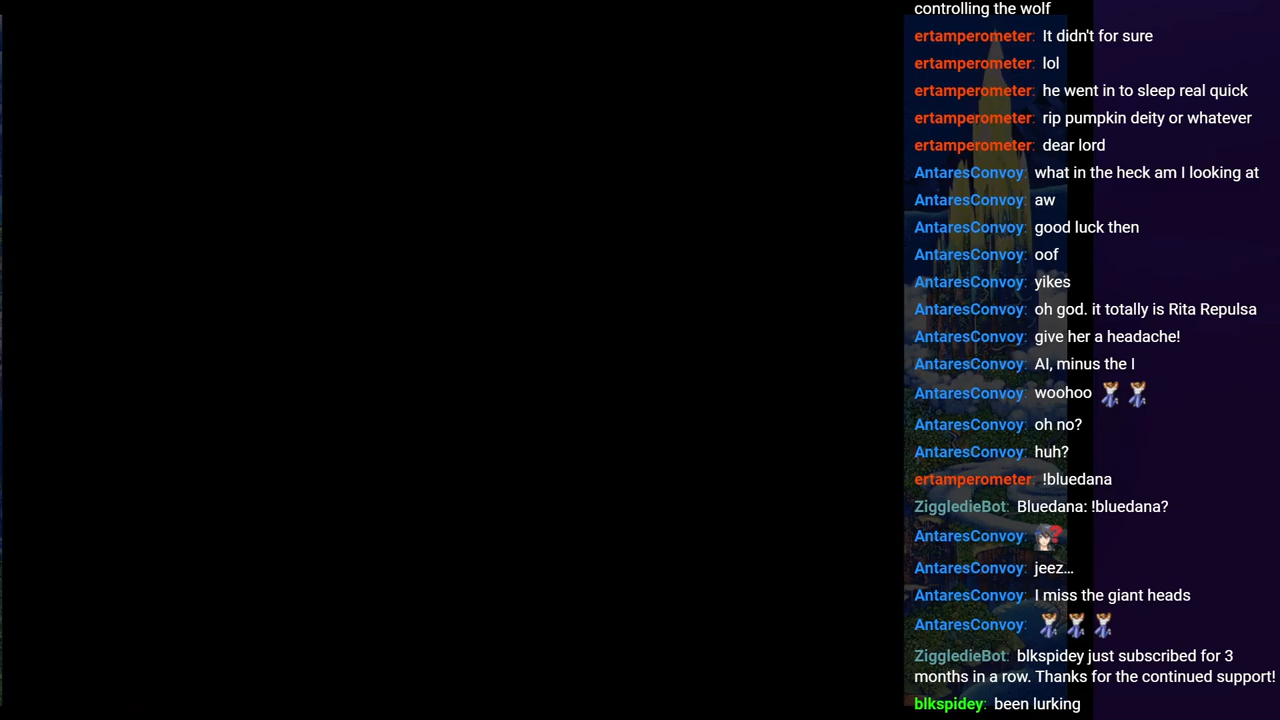 controlling the wolf
ertamperometer: It didn't for sure
ertamperometer: lol
ertamperometer: he went in to sleep real quick
ertamperometer: rip pumpkin deity or whatever
ertamperometer: dear lord
AntaresConvoy: what in the heck am I looking at
AntaresConvoy: aw
AntaresConvoy: good luck then
AntaresConvoy: oof
AntaresConvoy: yikes
AntaresConvoy: oh god. it totally is Rita Repulsa
AntaresConvoy: give her a headache!
AntaresConvoy: AI, minus the I
AntaresConvoy: woohoo
AntaresConvoy: oh no?
AntaresConvoy: huh?
ertamperometer: !bluedana
ZiggledieBot: Bluedana: !bluedana?
AntaresConvoy:
AntaresConvoy: jeez...
AntaresConvoy: I miss the giant heads
AntaresConvoy:
ZiggledieBot: blkspidey just subscribed for 3
months in a row. Thanks for the continued support!
blkspidey: been lurking